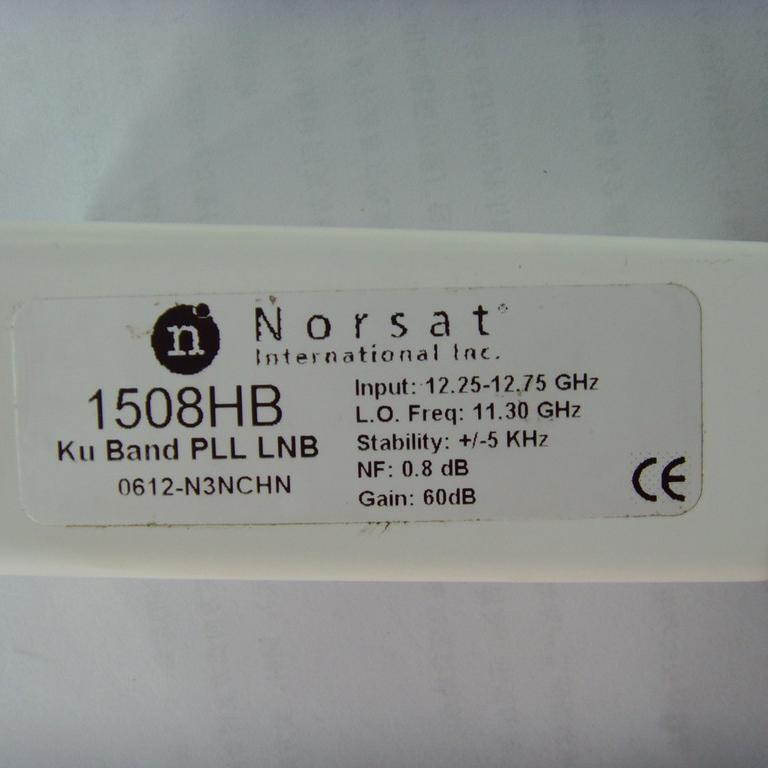 n
Norsat®
International Inc.
1508HB
Ku Band PLL LNB
0612-N3NCHN
Input: 12.25-12.75 GHz
L.O. Freq: 11.30 GHz
Stability: +/-5 KHz
NF: 0.8 dB
Gain: 60dB
CE